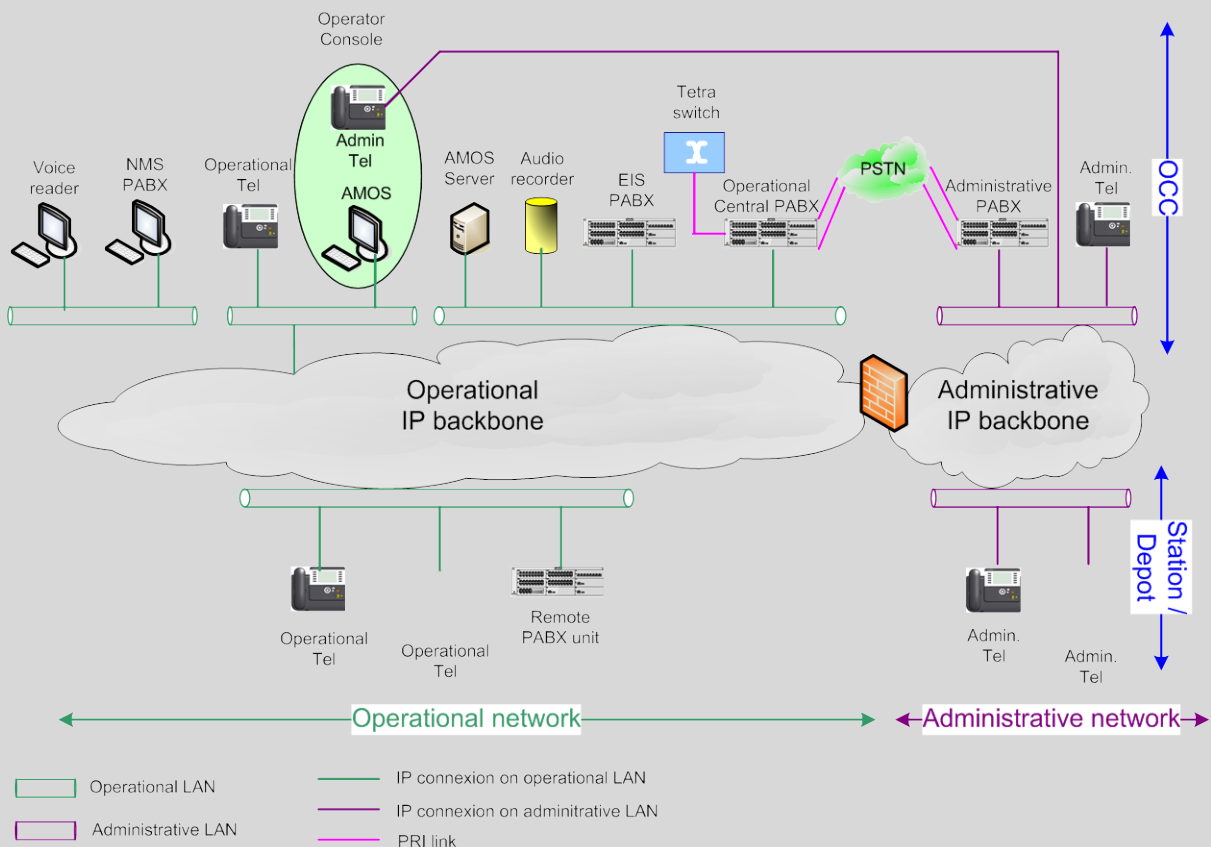 Operator
Console
Admin
Tel
AMOS
Voice
reader
NMS
PABX
Operational
Tel
AMOS
Server
Audio
recorder
EIS
PABX
Tetra
switch
Operational
Central PABX
PSTN
Administrative
PABX
Admin.
Tel
OCC
Operational
IP backbone
Administrative
IP backbone
Operational
Tel
Operational
Tel
Remote
PABX unit
Admin.
Tel
Admin.
Tel
Station /
Depot
Operational network
Administrative network
Operational LAN
Administrative LAN
IP connexion on operational LAN
IP connexion on adminitrative LAN
PRI link